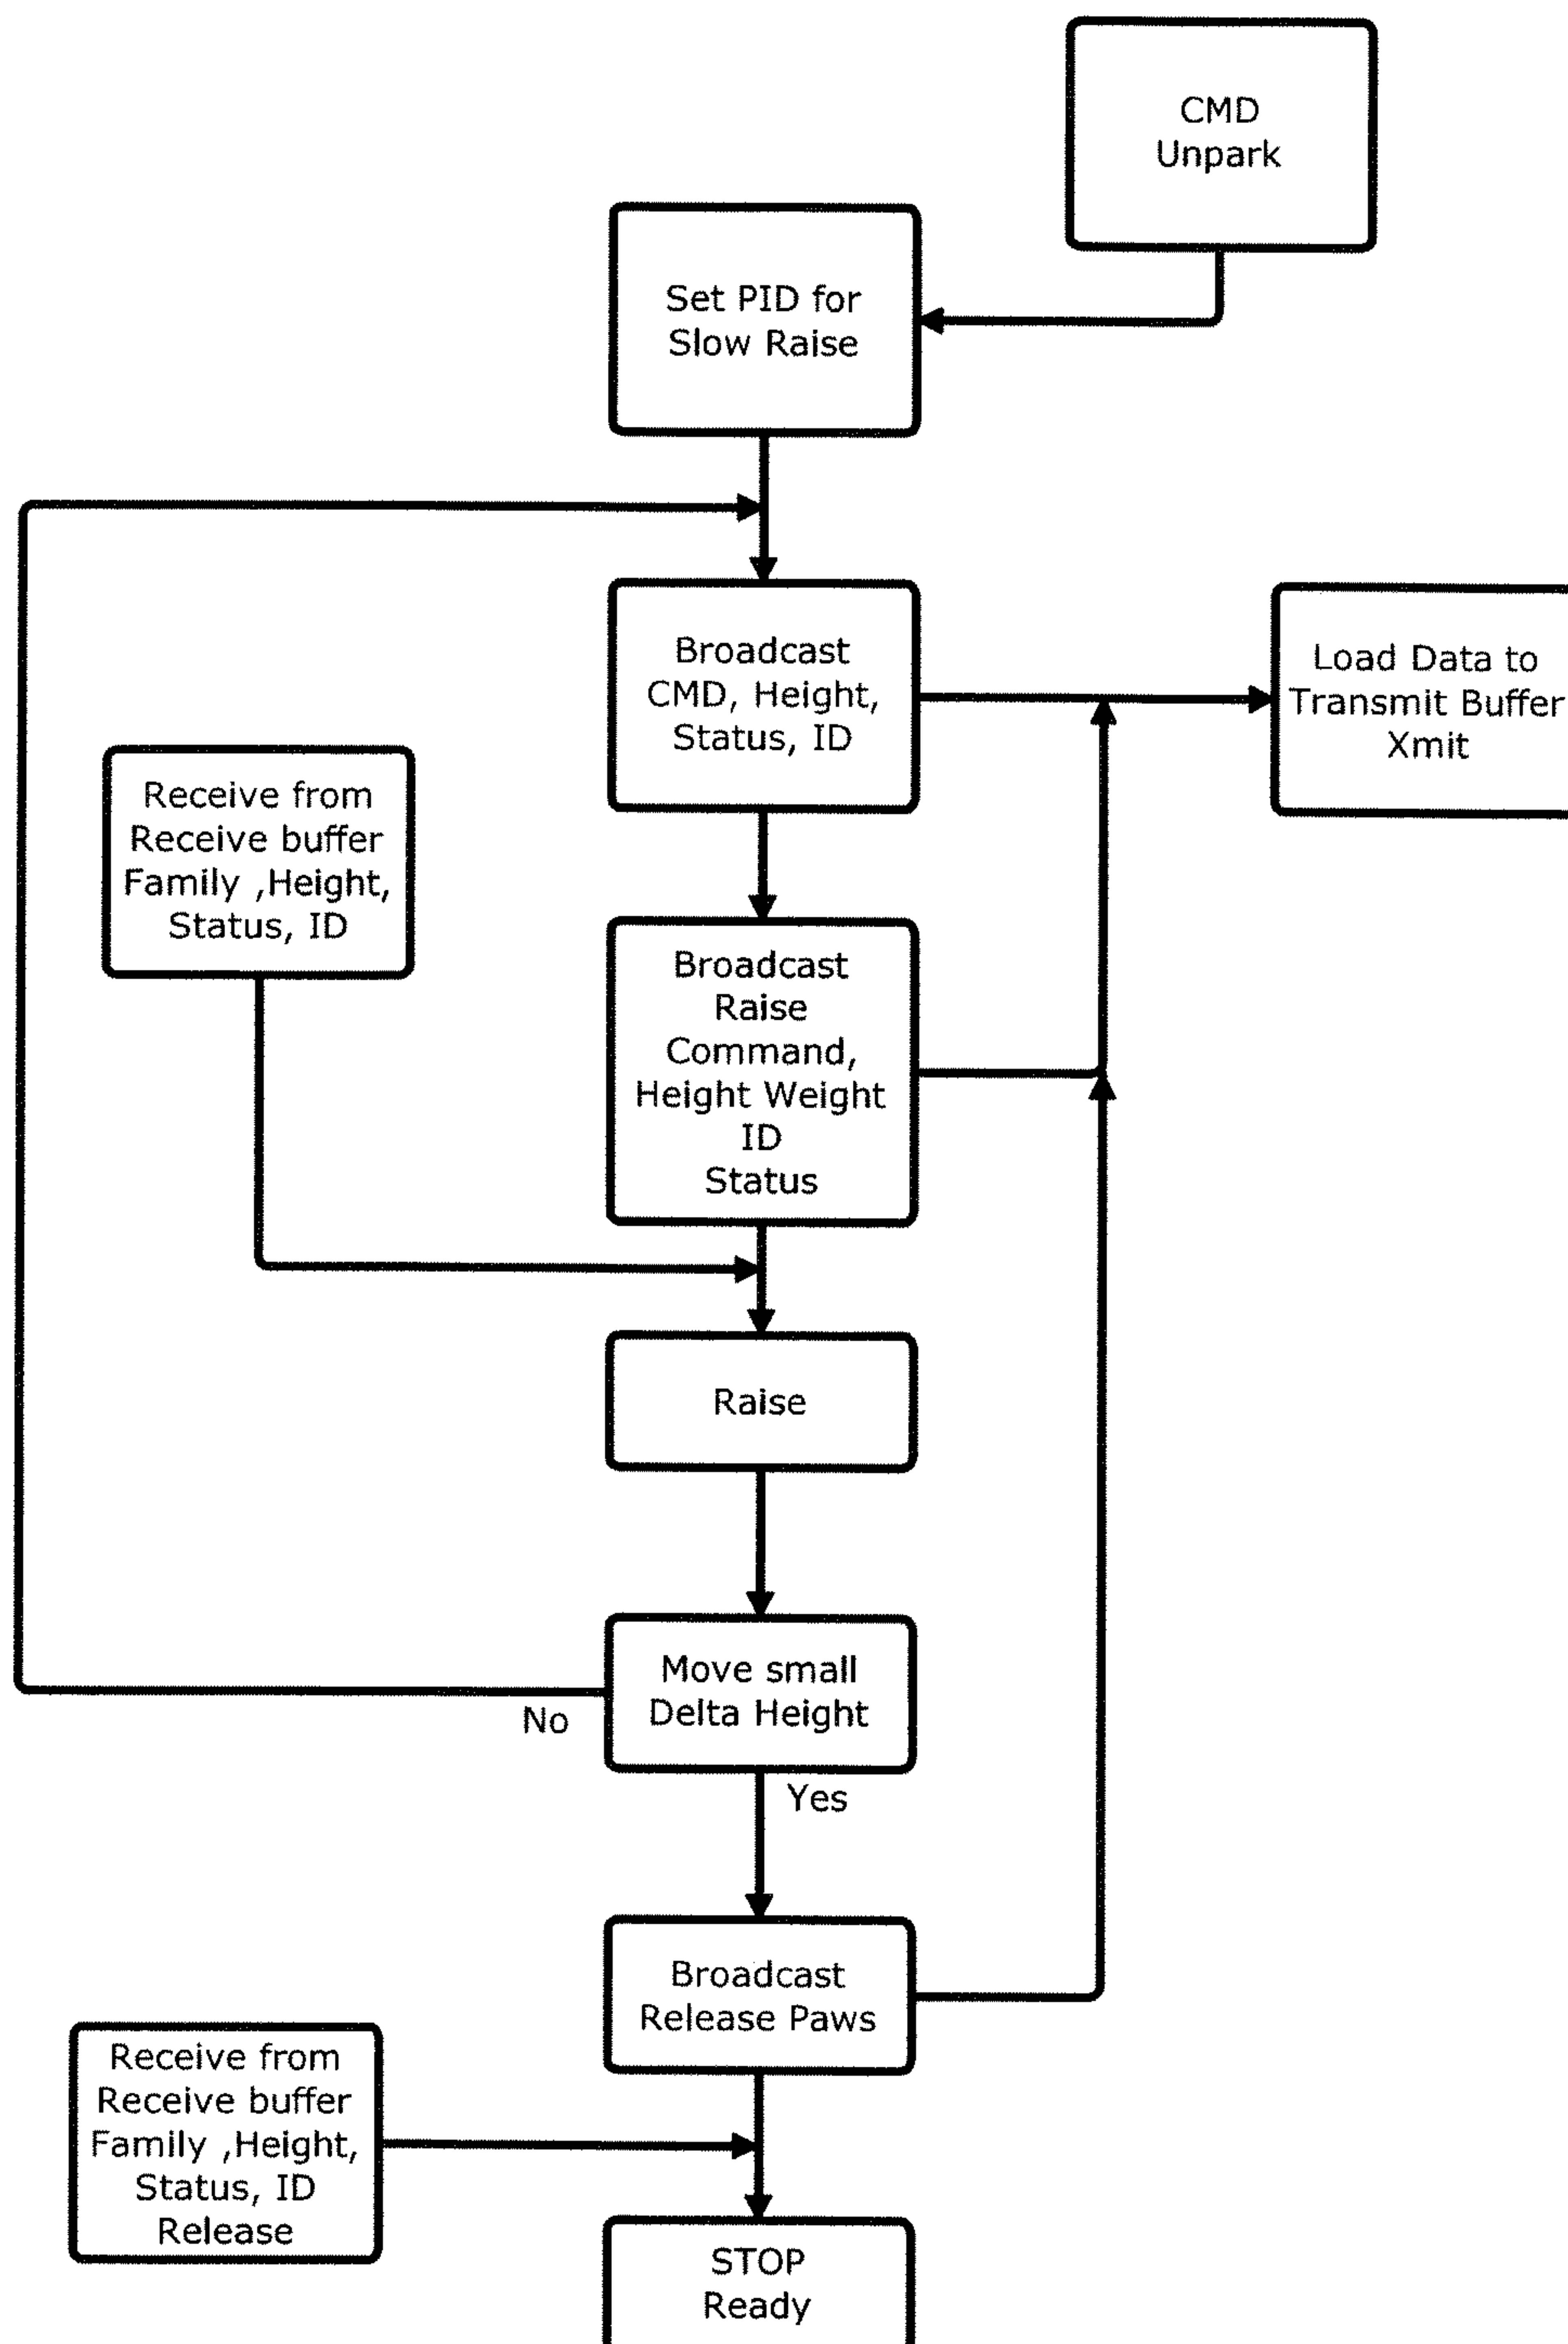 CMD
Unpark
Set PID for
Slow Raise
Broadcast
CMD, Height,
Status, ID
Load Data to
Transmit Buffer
Xmit
Receive from
Receive buffer
Family ,Height,
Status, ID
Broadcast
Raise
Command,
Height Weight
ID
Status
Raise
Move small
Delta Height
No
Yes
Broadcast
Release Paws
Receive from
Receive buffer
Family ,Height,
Status, ID
Release
STOP
Ready